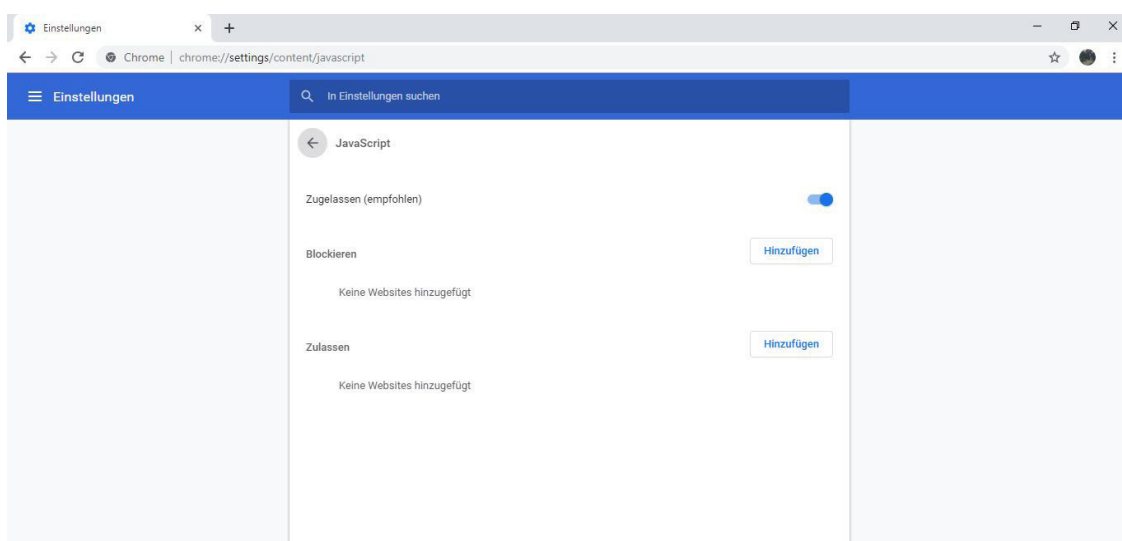 Einstellungen
Chrome | chrome://settings/content/javascript
Einstellungen
In Einstellungen suchen
JavaScript
Zugelassen (empfohlen)
Blockieren
Hinzufügen
Keine Websites hinzugefügt
Zulassen
Hinzufügen
Keine Websites hinzugefügt